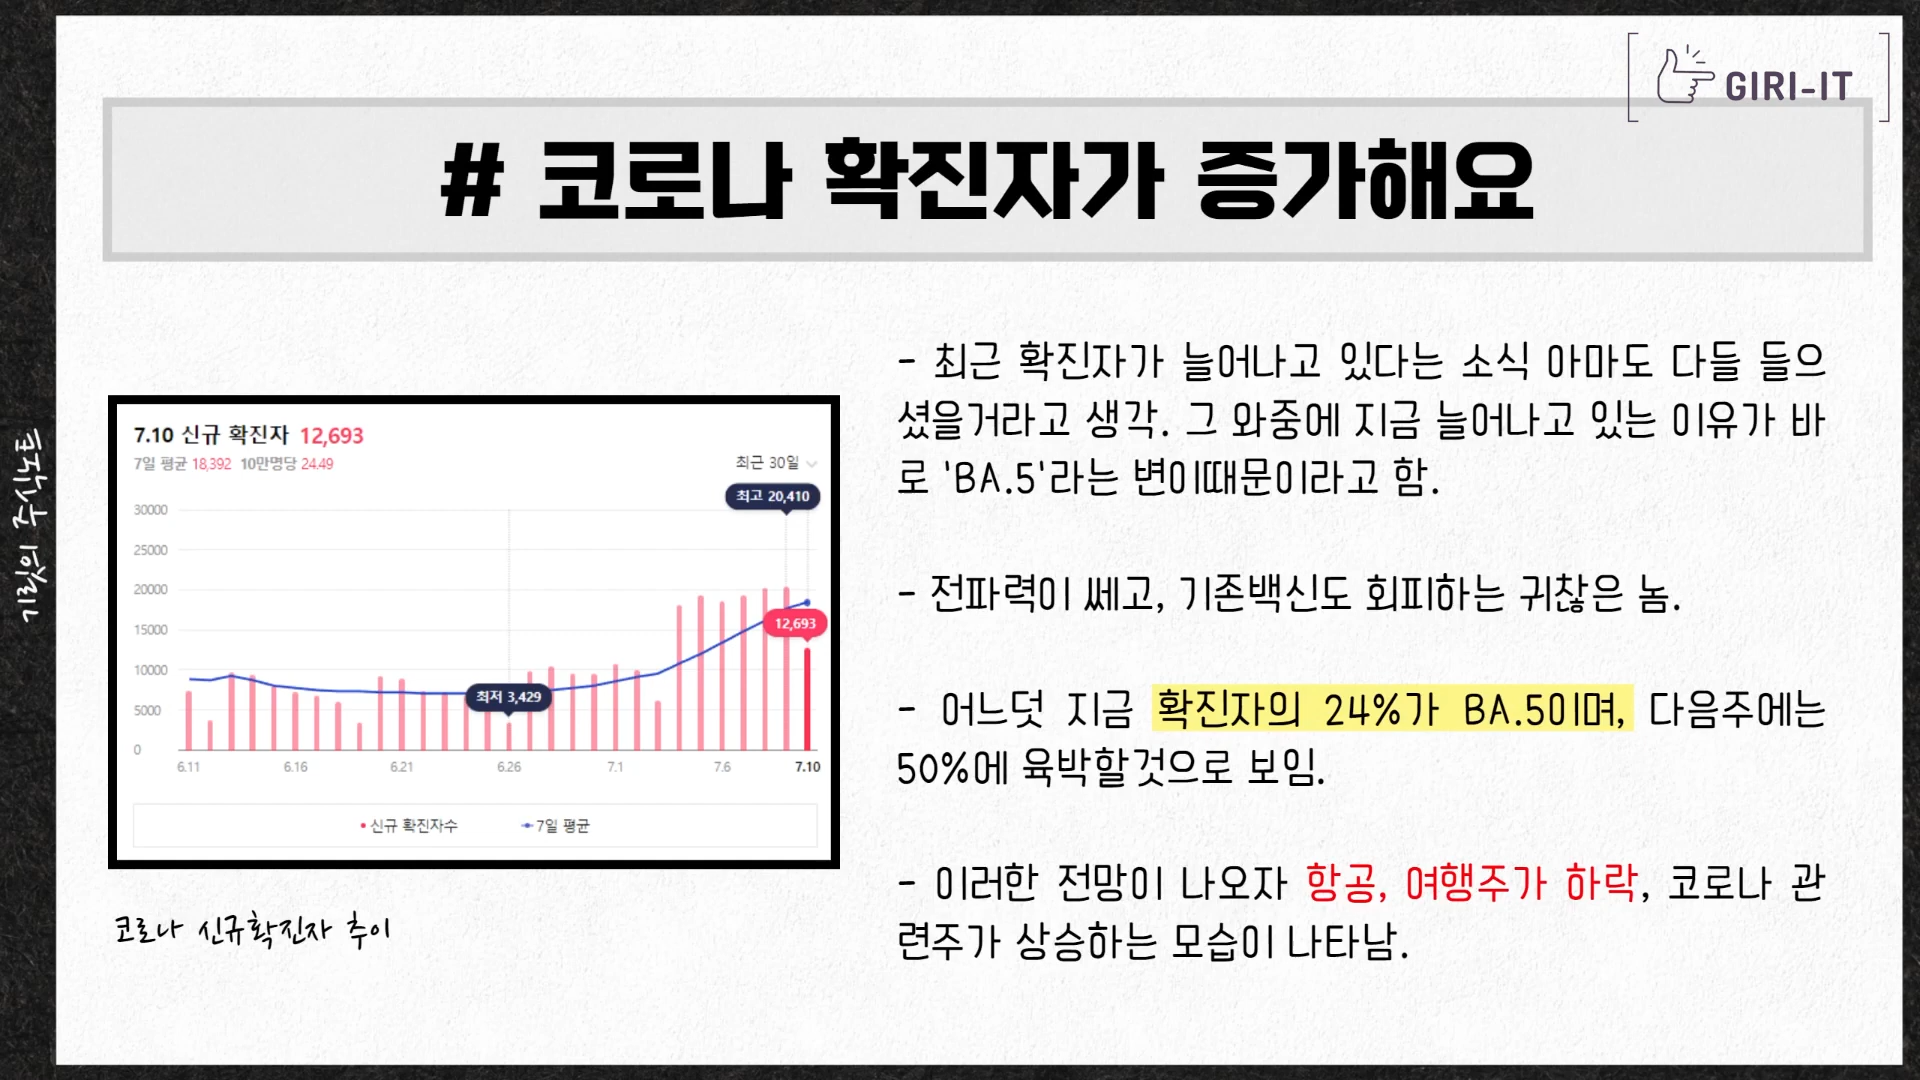 GIRI-IT
# 코로나 확진자가 증가해요
기릿의 주식노트
7.10 신규 확진자 12,693
7일 평균 18,392 10만명당 24.49
최근 30일
최고 20,410
30000
25000
20000
15000
10000
5000
0
12,693
최저 3,429
6.11 6.16 6.21 6.26 7.1 7.6 7.10
신규 확진자수 7일 평균
코로나 신규확진자 추이
- 최근 확진자가 늘어나고 있다는 소식 아마도 다들 들으
셨을거라고 생각. 그 와중에 지금 늘어나고 있는 이유가 바
로 'BA.5'라는 변이때문이라고 함.
- 전파력이 쎄고, 기존백신도 회피하는 귀찮은 놈.
- 어느덧 지금 확진자의 24%가 BA.5이며, 다음주에는
50%에 육박할것으로 보임.
- 이러한 전망이 나오자 항공, 여행주가 하락, 코로나 관
련주가 상승하는 모습이 나타남.